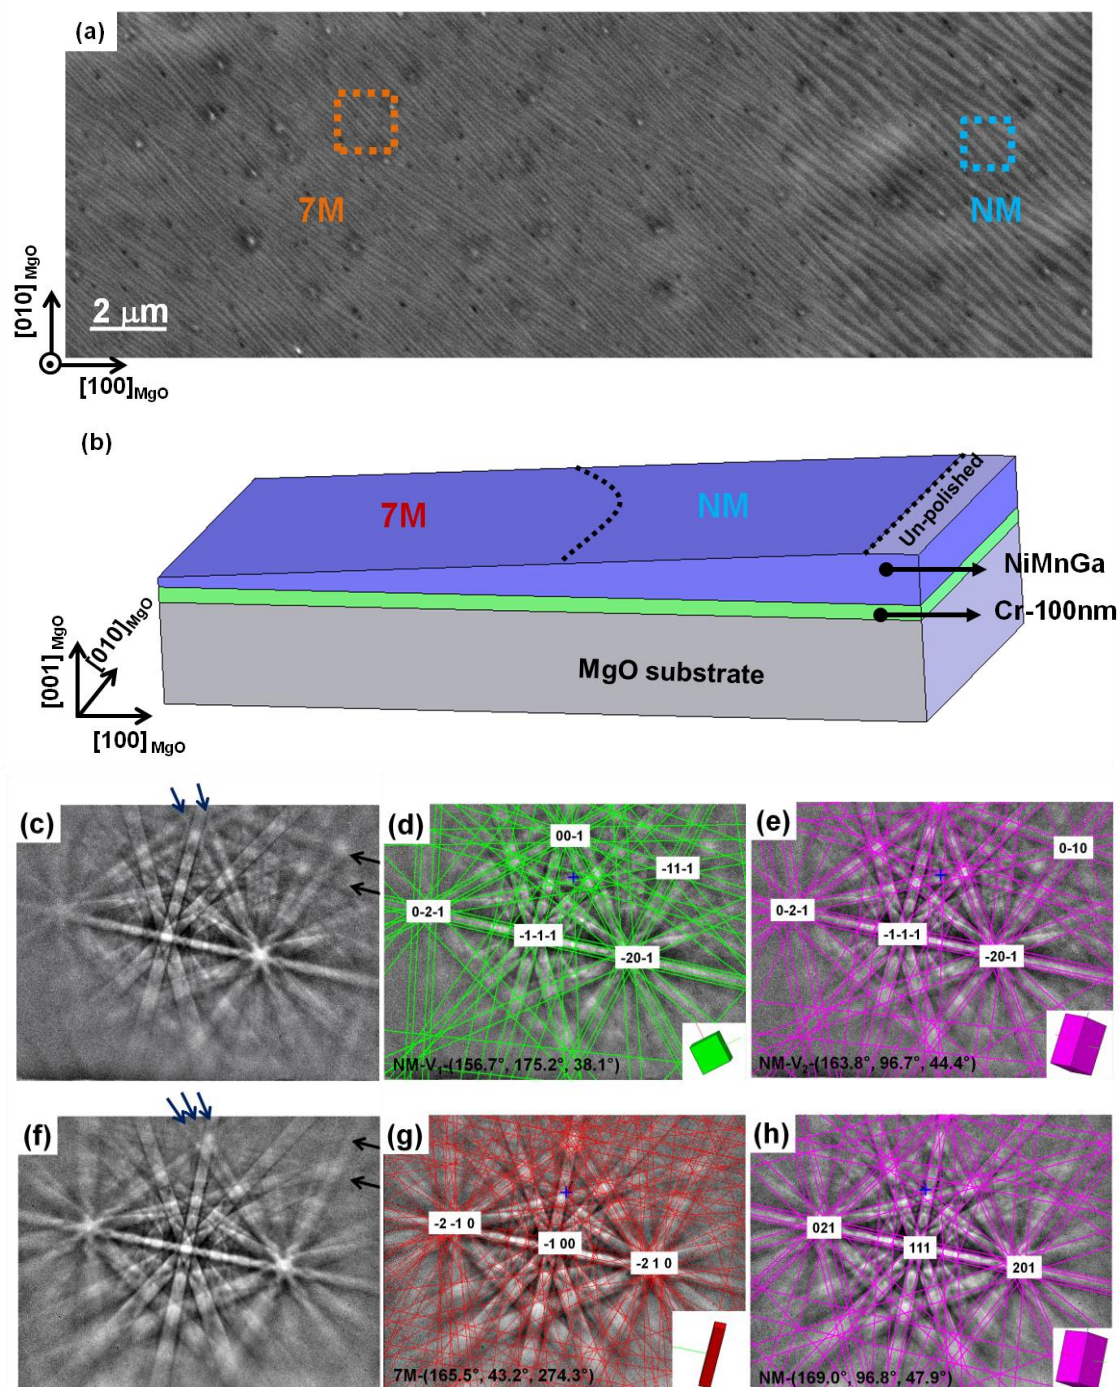 (a)
7M
NM
[010]MgO
2 μm
[100]MgO
(b)
7M
NM
Un-polished
NiMnGa
Cr-100nm
[001]MgO
[010]MgO
MgO substrate
[100]MgO
(c)
(d)
00-1
-11-1
0-2-1
-1-1-1
-20-1
NM-V1-(156.7°, 175.2°, 38.1°)
(e)
0-10
0-2-1
-1-1-1
-20-1
NM-V2-(163.8°, 96.7°, 44.4°)
(f)
(g)
-2 -1 0
-1 00
-2 1 0
7M-(165.5°, 43.2°, 274.3°)
(h)
021
111
201
NM-(169.0°, 96.8°, 47.9°)